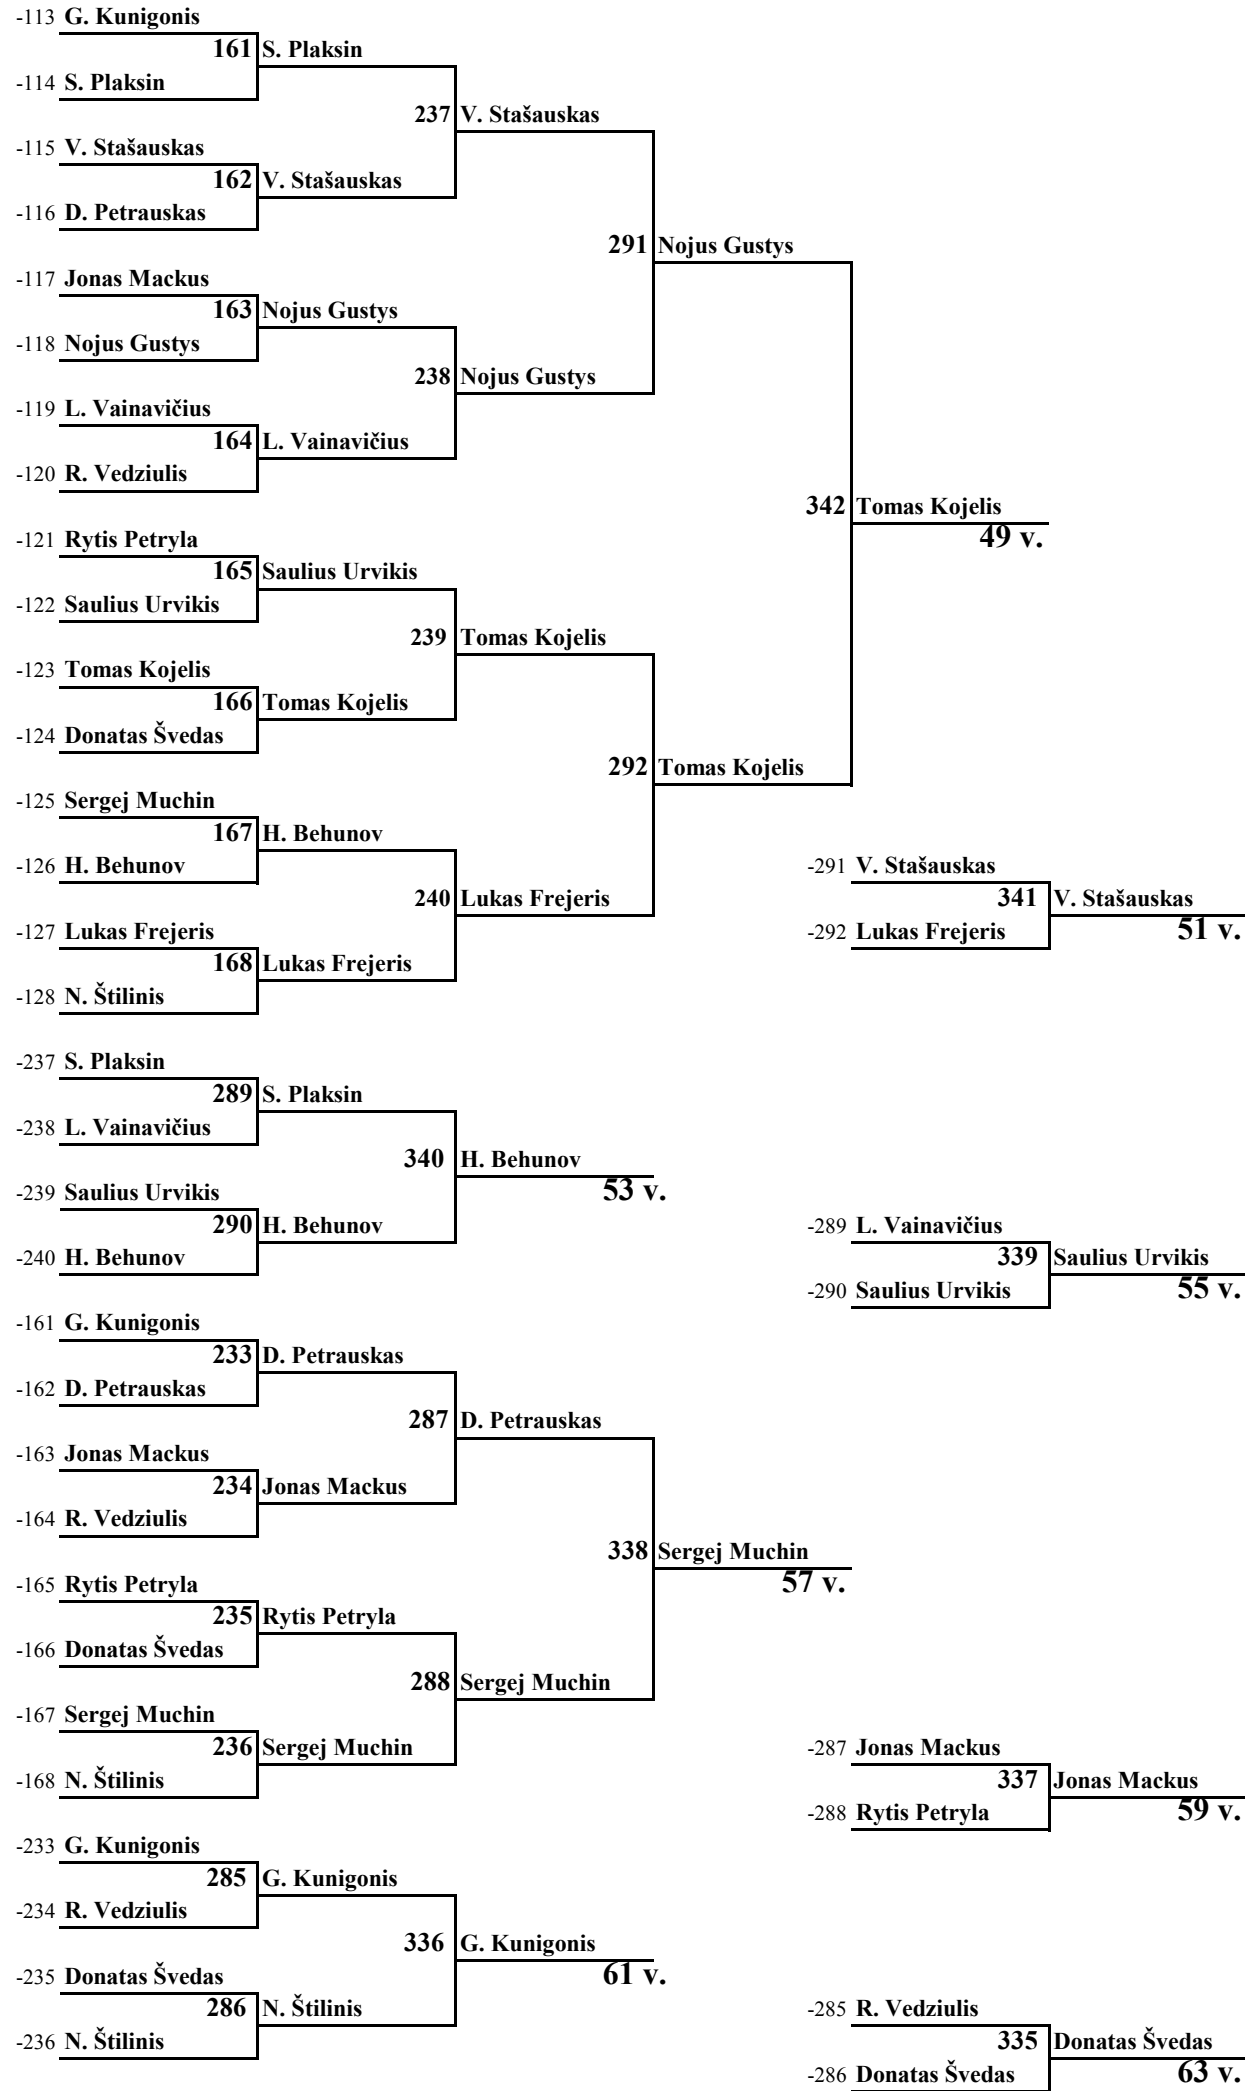 -113 G. Kunigonis
161 S. Plaksin
-114 S. Plaksin
237 V. Stašauskas
-115 V. Stašauskas
162 V. Stašauskas
-116 D. Petrauskas
291 Nojus Gustys
-117 Jonas Mackus
163 Nojus Gustys
-118 Nojus Gustys
238 Nojus Gustys
-119 L. Vainavičius
164 L. Vainavičius
-120 R. Vedziulis
342 Tomas Kojelis
49 v.
-121 Rytis Petryla
165 Saulius Urvikis
-122 Saulius Urvikis
239 Tomas Kojelis
-123 Tomas Kojelis
166 Tomas Kojelis
-124 Donatas Švedas
292 Tomas Kojelis
-125 Sergej Muchin
167 H. Behunov
-126 H. Behunov
-291 V. Stašauskas
240 Lukas Frejeris
341 V. Stašauskas
51 v.
-127 Lukas Frejeris
-292 Lukas Frejeris
168 Lukas Frejeris
-128 N. Štilinis
-237 S. Plaksin
289 S. Plaksin
-238 L. Vainavičius
340 H. Behunov
53 v.
-239 Saulius Urvikis
290 H. Behunov
-240 H. Behunov
-289 L. Vainavičius
339 Saulius Urvikis
55 v.
-290 Saulius Urvikis
-161 G. Kunigonis
233 D. Petrauskas
-162 D. Petrauskas
287 D. Petrauskas
-163 Jonas Mackus
234 Jonas Mackus
-164 R. Vedziulis
338 Sergej Muchin
57 v.
-165 Rytis Petryla
235 Rytis Petryla
-166 Donatas Švedas
288 Sergej Muchin
-167 Sergej Muchin
236 Sergej Muchin
-168 N. Štilinis
-287 Jonas Mackus
337 Jonas Mackus
59 v.
-288 Rytis Petryla
-233 G. Kunigonis
285 G. Kunigonis
-234 R. Vedziulis
336 G. Kunigonis
61 v.
-235 Donatas Švedas
286 N. Štilinis
-236 N. Štilinis
-285 R. Vedziulis
335 Donatas Švedas
63 v.
-286 Donatas Švedas